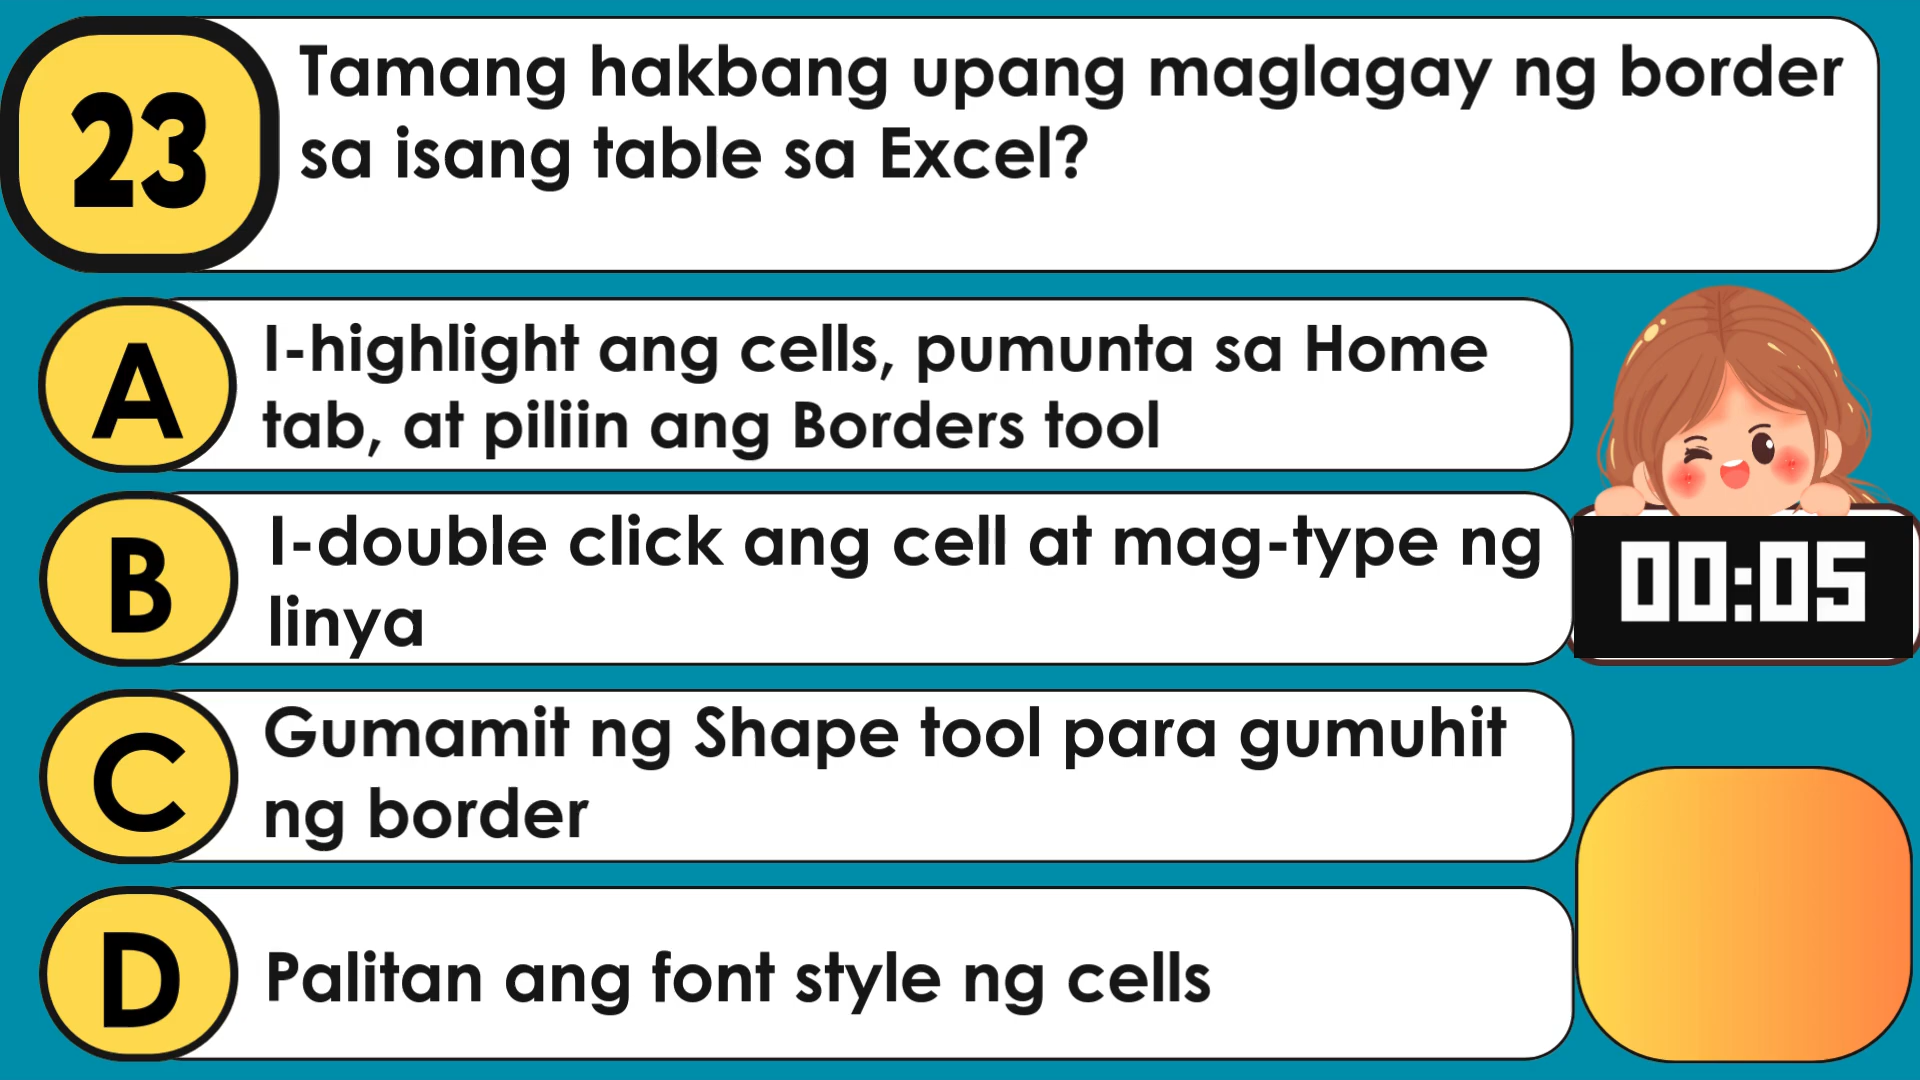 23
Tamang hakbang upang maglagay ng border
sa isang table sa Excel?
A
I-highlight ang cells, pumunta sa Home
tab, at piliin ang Borders tool
B
I-double click ang cell at mag-type ng
linya
00:05
C
Gumamit ng Shape tool para gumuhit
ng border
D
Palitan ang font style ng cells